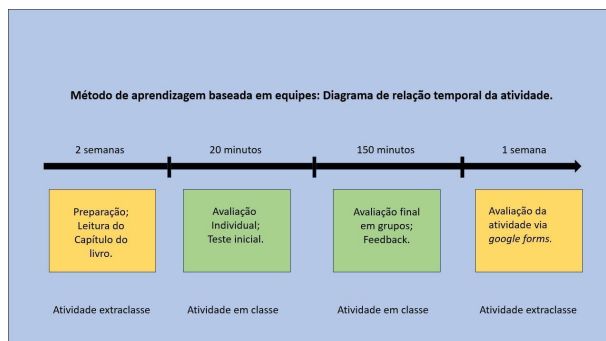 Método de aprendizagem baseada em equipes: Diagrama de relação temporal da atividade.
2 semanas
20 minutos
150 minutos
1 semana
Preparação;
Leitura do
Capítulo do
livro.
Avaliação
Individual;
Teste inicial.
Avaliação final
em grupos;
Feedback.
Avaliação da
atividade via
google forms.
Atividade extraclasse
Atividade em classe
Atividade em classe
Atividade extraclasse